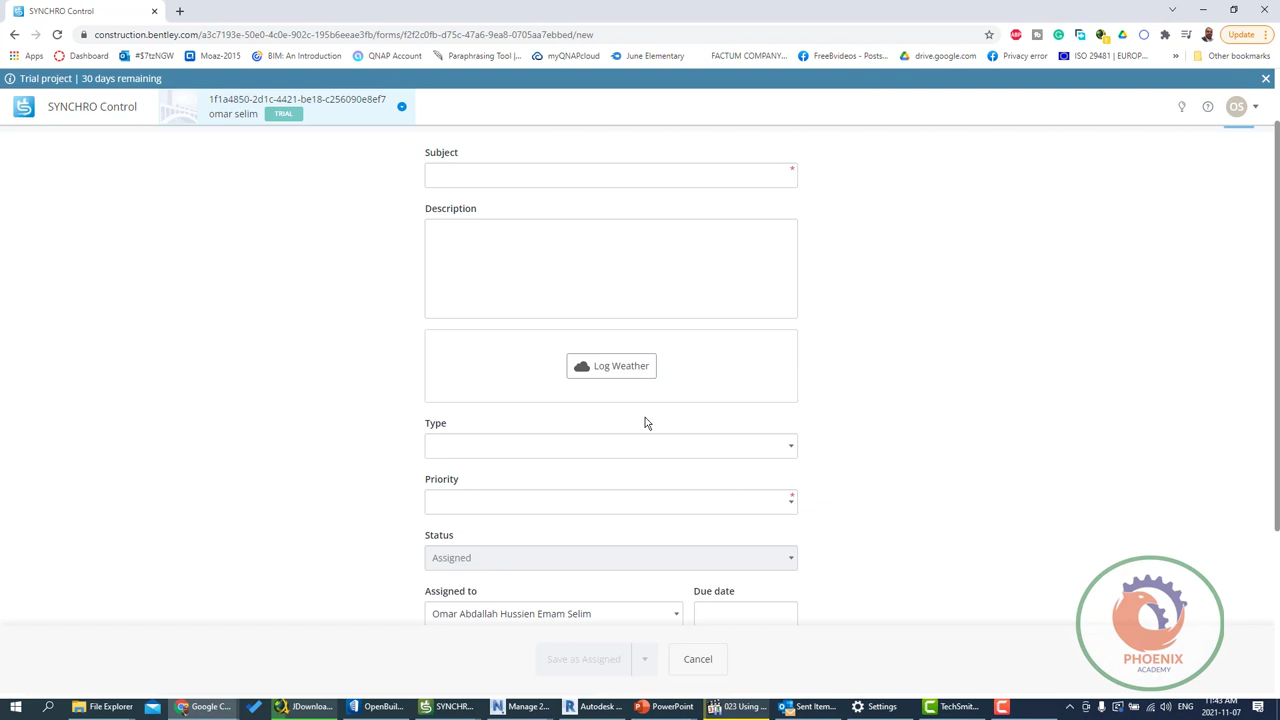 SYNCHRO Control
construction.bentley.com/a3c7193e-50e0-4c0e-902c-195b6eeae3fb/forms/f2f2c0fb-d75c-47a6-9ea8-0705aa7ebbed/new
Update
Apps
Dashboard
#$7tzNGW
Moaz-2015
BIM: An Introduction
QNAP Account
Paraphrasing Tool |...
myQNAPcloud
June Elementary
FACTUM COMPANY...
FreeBvideos - Posts...
drive.google.com
Privacy error
ISO 29481 | EUROP...
»
Other bookmarks
Trial project | 30 days remaining
SYNCHRO Control
1f1a4850-2d1c-4421-be18-c256090e8ef7
omar selim TRIAL
OS
Subject
*
Description
Log Weather
Type
Priority
*
Status
Assigned
Assigned to Due date
Omar Abdallah Hussien Emam Selim
Save as Assigned
Cancel
PHOENIX
ACADEMY
File Explorer
Google C...
JDownloa...
OpenBuil...
SYNCHR...
Manage 2...
Autodesk ...
PowerPoint
023 Using ...
Sent Item...
Settings
TechSmit...
11:43 AM
2021-11-07